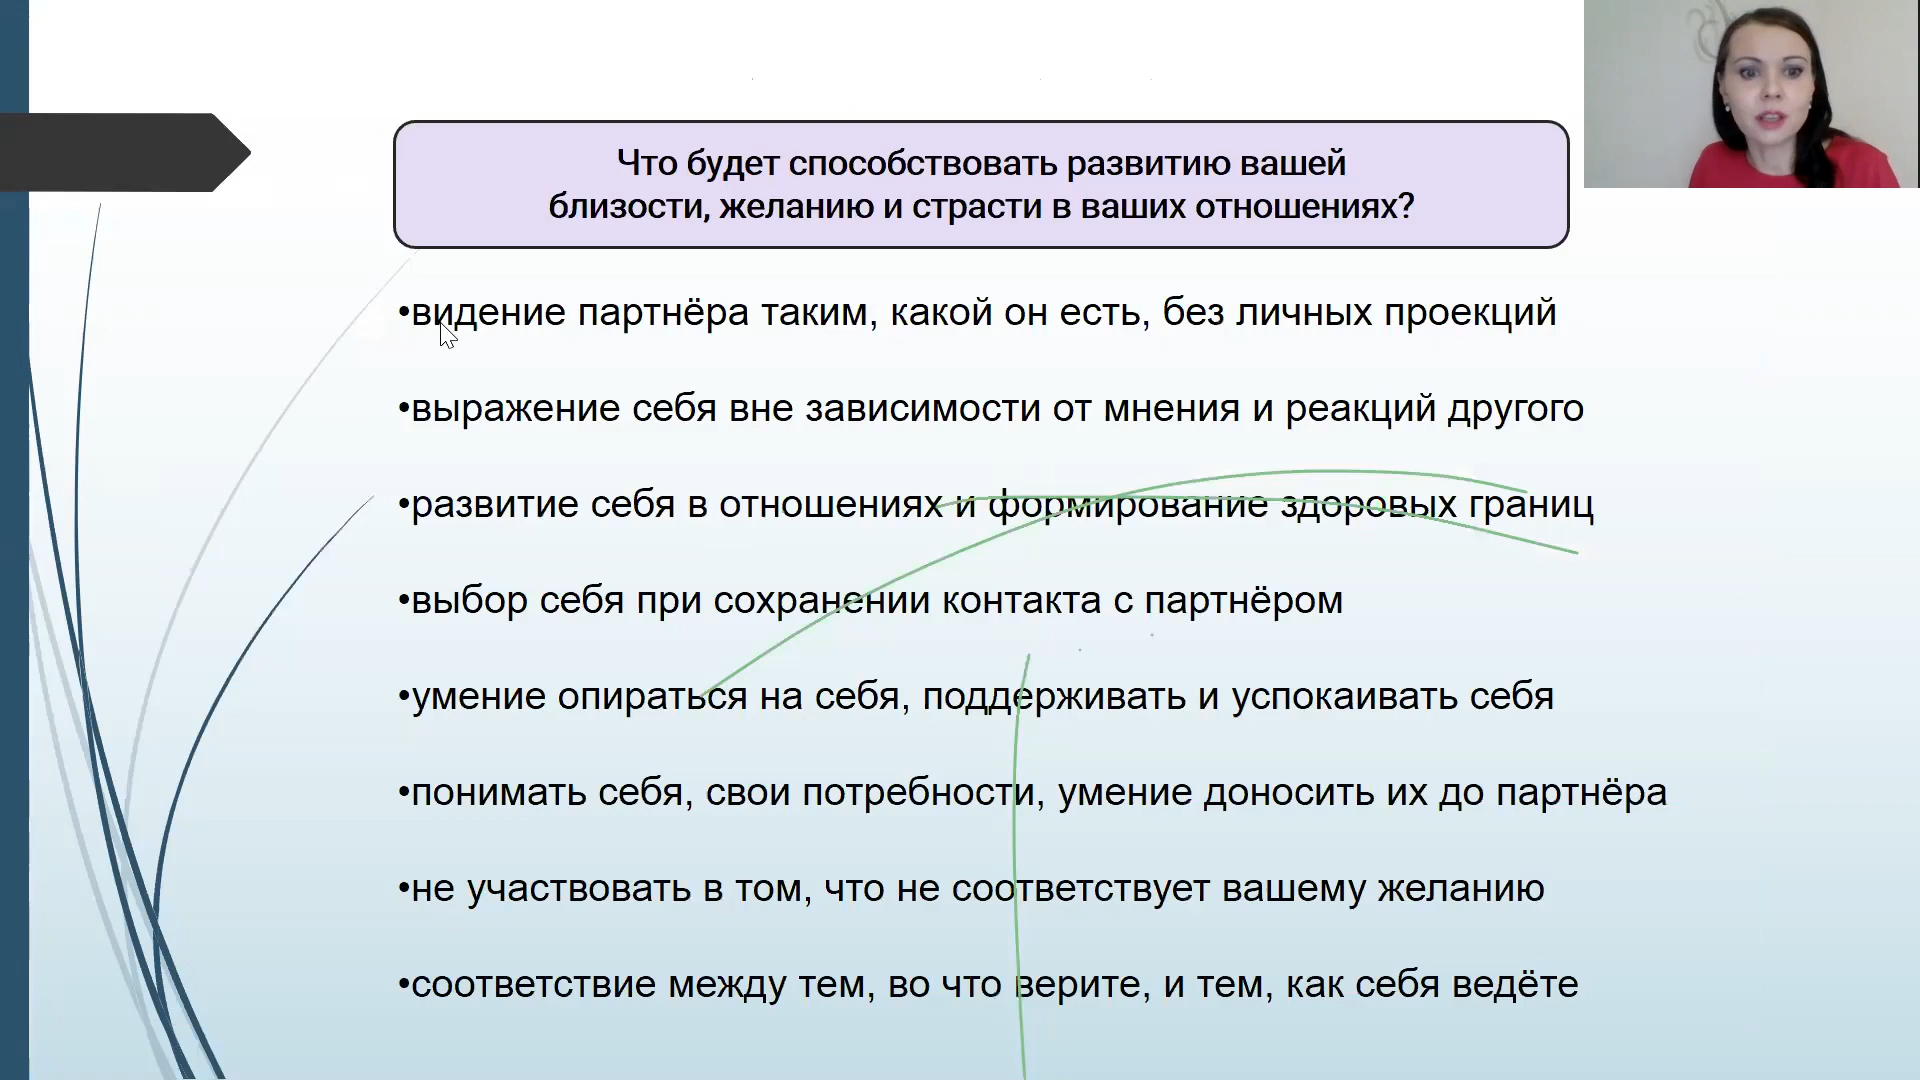 Что будет способствовать развитию вашей
близости, желанию и страсти в ваших отношениях?
•видение партнёра таким, какой он есть, без личных проекций
•выражение себя вне зависимости от мнения и реакций другого
•развитие себя в отношениях и формирование здоровых границ
•выбор себя при сохранении контакта с партнёром
•умение опираться на себя, поддерживать и успокаивать себя
•понимать себя, свои потребности, умение доносить их до партнёра
•не участвовать в том, что не соответствует вашему желанию
•соответствие между тем, во что верите, и тем, как себя ведёте